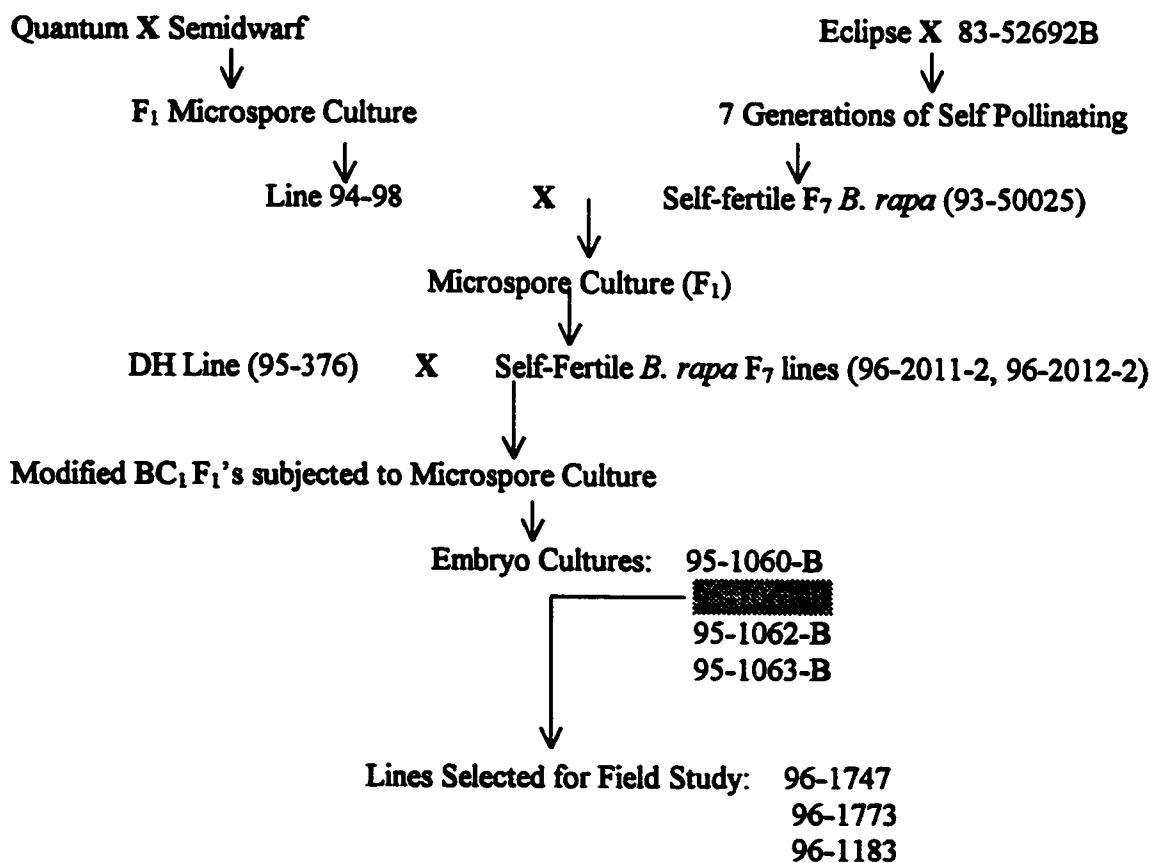 Quantum X Semidwarf
Eclipse X 83-52692B
F₁ Microspore Culture
7 Generations of Self Pollinating
Line 94-98 X Self-fertile F₇ B. rapa (93-50025)
Microspore Culture (F₁)
DH Line (95-376) X Self-Fertile B. rapa F₇ lines (96-2011-2, 96-2012-2)
Modified BC₁ F₁'s subjected to Microspore Culture
Embryo Cultures: 95-1060-B
95-1062-B
95-1063-B
Lines Selected for Field Study: 96-1747
96-1773
96-1183